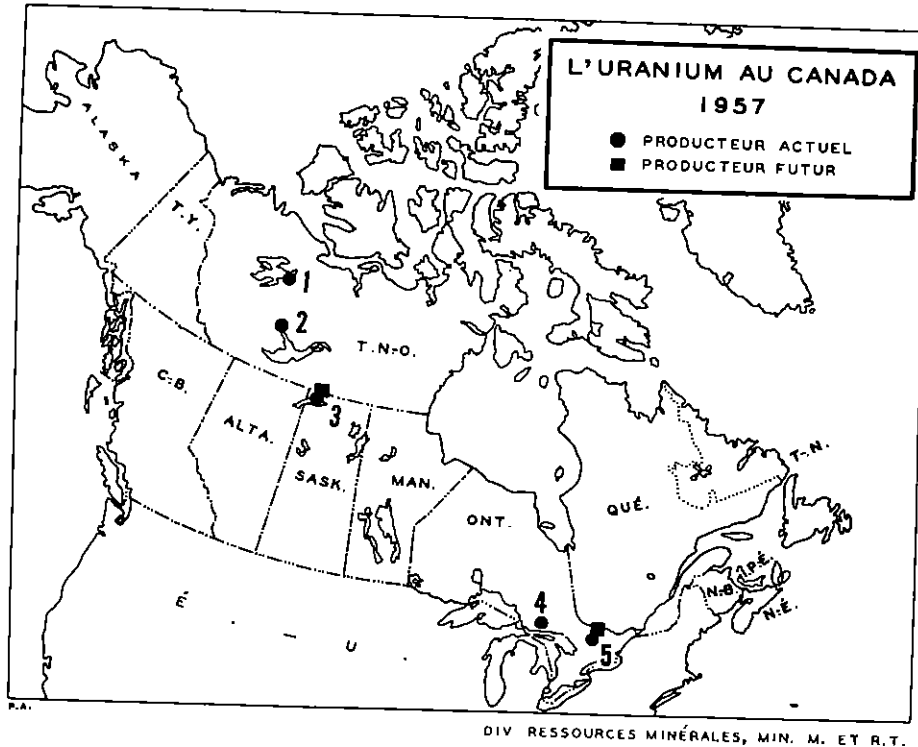 L'URANIUM AU CANADA
1957
PRODUCTEUR ACTUEL
PRODUCTEUR FUTUR
ALASKA
T.-Y.
1
2
T.N.-O.
C.-B.
3
ALTA.
SASK.
MAN.
ONT.
QUÉ.
T.-N.
Î.P.É.
N.-B.
N.-É.
4
5
É.-U.
P.A.
DIV RESSOURCES MINÉRALES, MIN. M. ET R.T.